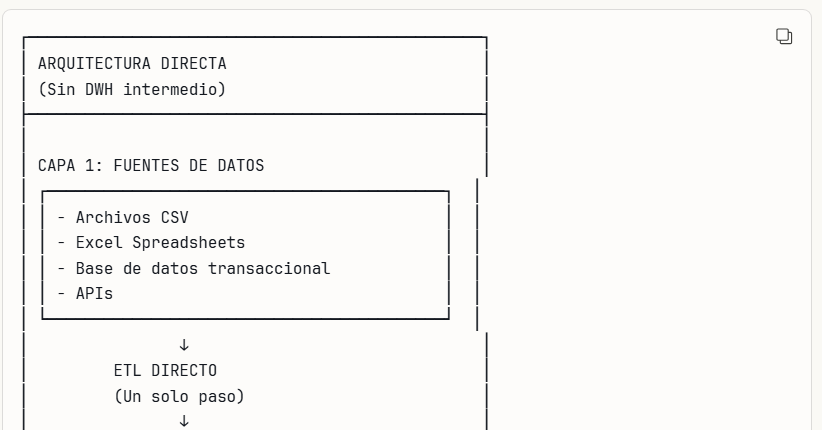 ARQUITECTURA DIRECTA
(Sin DWH intermedio)
CAPA 1: FUENTES DE DATOS
- Archivos CSV
- Excel Spreadsheets
- Base de datos transaccional
- APIs
↓
ETL DIRECTO
(Un solo paso)
↓